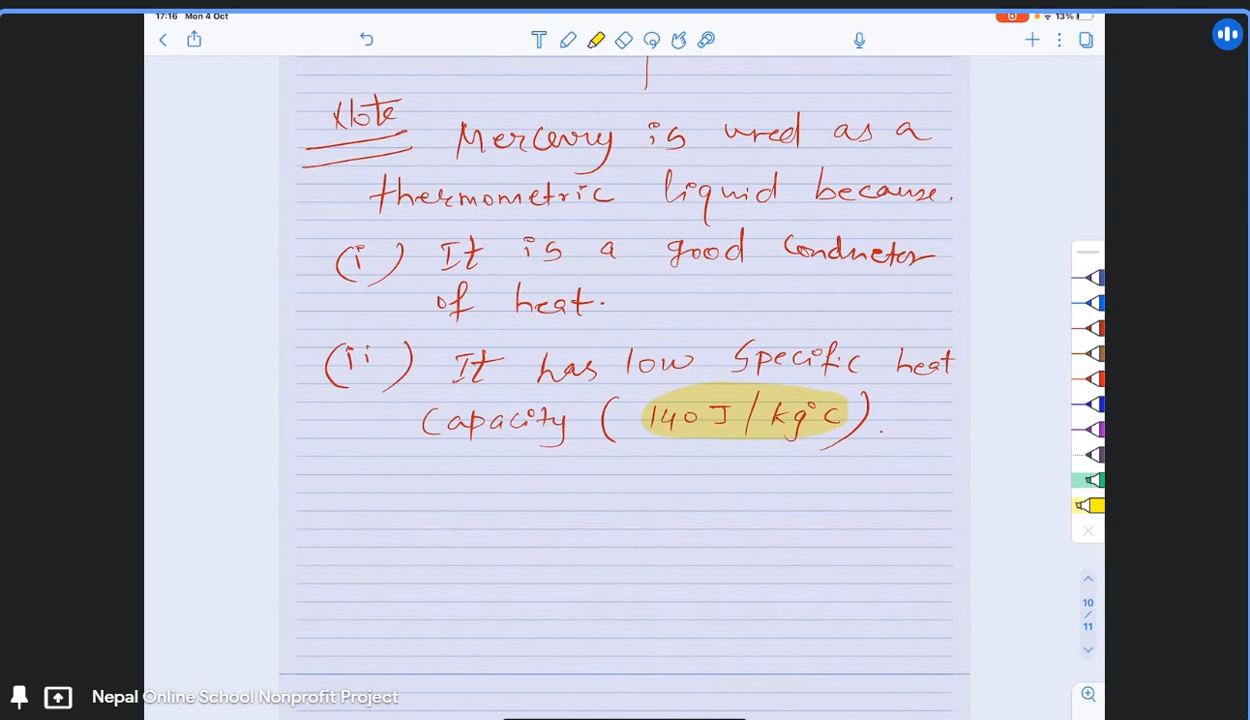 17:16 Mon 4 Oct
13%
T
Note
Mercury is used as a
thermometric liquid because.
(i) It is a good conductor
of heat.
(ii) It has low specific heat
capacity ( 140 J / kg°C ).
10
/
11
Nepal Online School Nonprofit Project